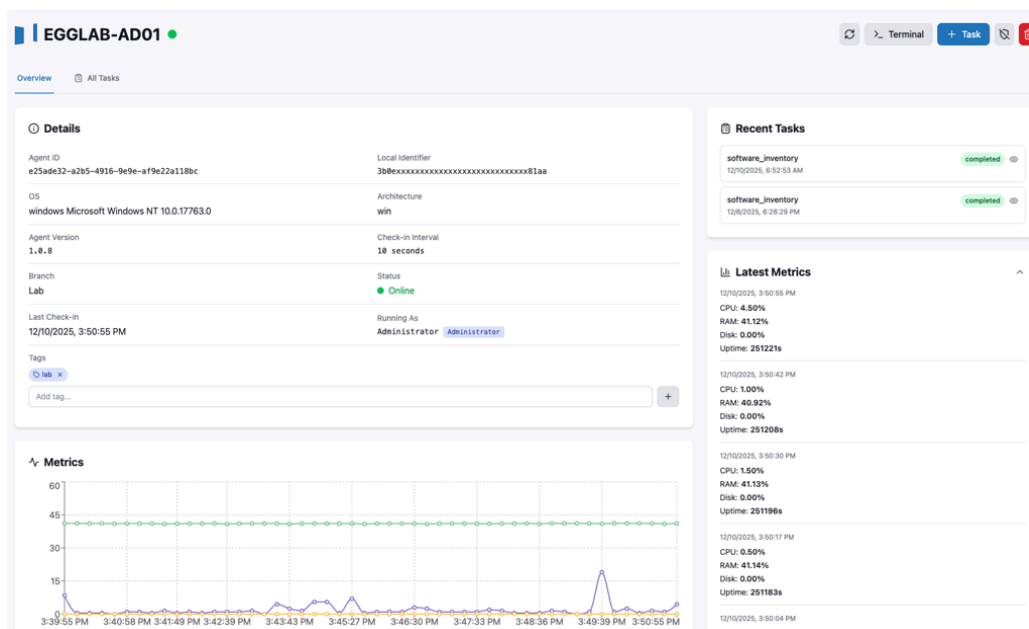 EGGLAB-AD01
Terminal
+ Task
Overview
All Tasks
Details
Agent ID
e25ade32-a2b5-4916-9e9e-af9e22a118bc
Local Identifier
3b0exxxxxxxxxxxxxxxxxxxxxxxxxxxx81aa
OS
windows Microsoft Windows NT 10.0.17763.0
Architecture
win
Agent Version
1.0.8
Check-in Interval
10 seconds
Branch
Lab
Status
Online
Last Check-in
12/10/2025, 3:50:55 PM
Running As
Administrator Administrator
Tags
lab ×
Add tag...
+
Metrics
60
45
30
15
0
3:39:55 PM 3:40:58 PM 3:41:49 PM 3:42:39 PM 3:43:43 PM 3:45:27 PM 3:46:30 PM 3:47:33 PM 3:48:36 PM 3:49:39 PM 3:50:55 PM
Recent Tasks
software_inventory
completed
12/10/2025, 6:52:53 AM
software_inventory
completed
12/8/2025, 6:28:29 PM
Latest Metrics
12/10/2025, 3:50:55 PM
CPU: 4.50%
RAM: 41.12%
Disk: 0.00%
Uptime: 251221s
12/10/2025, 3:50:42 PM
CPU: 1.00%
RAM: 40.92%
Disk: 0.00%
Uptime: 251208s
12/10/2025, 3:50:30 PM
CPU: 1.50%
RAM: 41.13%
Disk: 0.00%
Uptime: 251196s
12/10/2025, 3:50:17 PM
CPU: 0.50%
RAM: 41.14%
Disk: 0.00%
Uptime: 251183s
12/10/2025, 3:50:04 PM